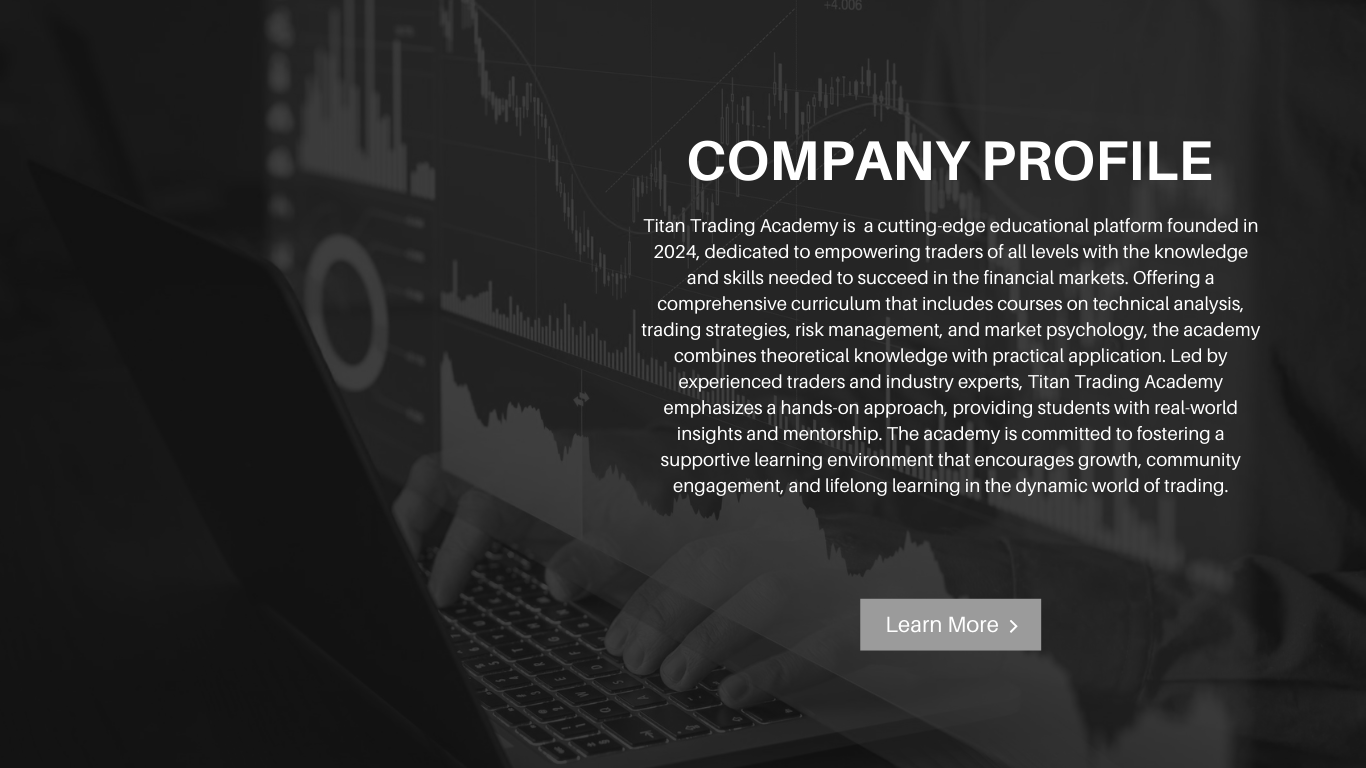 +4.006
COMPANY PROFILE
Titan Trading Academy is  a cutting-edge educational platform founded in
2024, dedicated to empowering traders of all levels with the knowledge
and skills needed to succeed in the financial markets. Offering a
comprehensive curriculum that includes courses on technical analysis,
trading strategies, risk management, and market psychology, the academy
combines theoretical knowledge with practical application. Led by
experienced traders and industry experts, Titan Trading Academy
emphasizes a hands-on approach, providing students with real-world
insights and mentorship. The academy is committed to fostering a
supportive learning environment that encourages growth, community
engagement, and lifelong learning in the dynamic world of trading.
Learn More